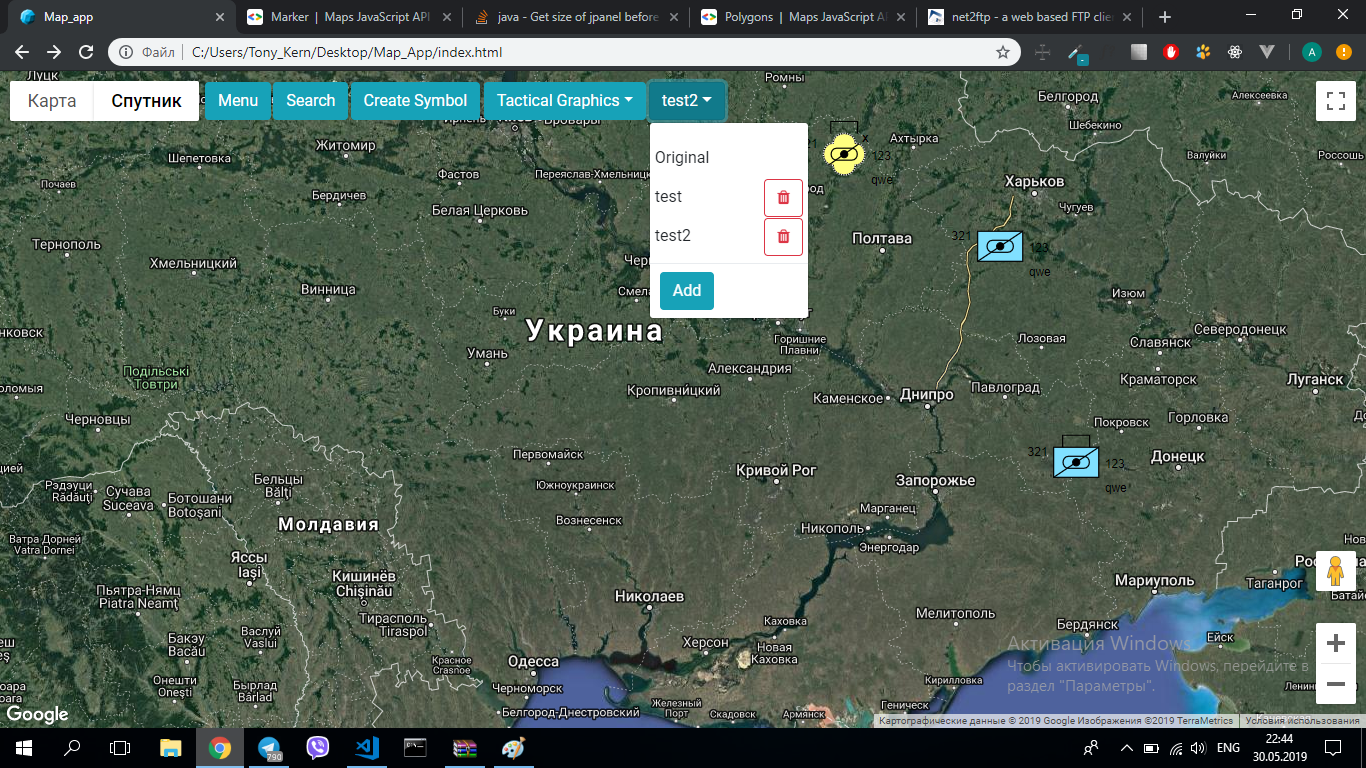 Map_app
Marker | Maps JavaScript API
java - Get size of jpanel before
Polygons | Maps JavaScript A
net2ftp - a web based FTP clie
Файл
C:/Users/Tony_Kern/Desktop/Map_App/index.html
A
Карта
Спутник
Menu
Search
Create Symbol
Tactical Graphics
test2
Original
test
test2
Add
Луцк
Ромны
Белгород
Алексеевка
Шебекино
Ахтырка
Валуйки
Россошь
Житомир
Шепетовка
Фастов
Переяслав-Хмельниц
Почаев
Бердичев
Белая Церковь
Харьков
Чугуев
Тернополь
Хмельницкий
Полтава
321
123
qwe
123
qwe
Винница
Изюм
Смела
Буки
Украина
Горишние
Плавни
Умань
Лозовая
Северодонецк
Славянск
Подільські
Товтри
Александрия
Краматорск
Луганск
Кропивницкий
Каменское
Днипро
Павлоград
Черновцы
Покровск
Горловка
Первомайск
Кривой Рог
321
123
qwe
Донецк
Бельцы
Bălți
Рэдэуци
Rădăuți
Сучава
Suceava
Ботошани
Botoșani
Южноукраинск
Запорожье
Марганец
Молдавия
Вознесенск
Никополь
Энергодар
Ватра Дорней
Vatra Dornei
Яссы
Iași
Кишинёв
Chișinău
Мариуполь
Таганрог
Пьятра-Нямц
Piatra Neamț
Николаев
Мелитополь
Тирасполь
Tiraspol
Каховка
Бердянск
Ейск
Бакэу
Bacău
Васлуй
Vaslui
Херсон
Новая
Каховка
Красное
Crasnoe
Одесса
Активация Windows
Чтобы активировать Windows, перейдите в
раздел "Параметры".
Онешти
Onești
Бырлад
Bârlad
Черноморск
Кирилловка
Белгород-Днестровский
Железный
Порт
Скадовск
Армянск
Геническ
Google
Картографические данные © 2019 Google Изображения ©2019 TerraMetrics
Условия использования
790
ENG
22:44
30.05.2019